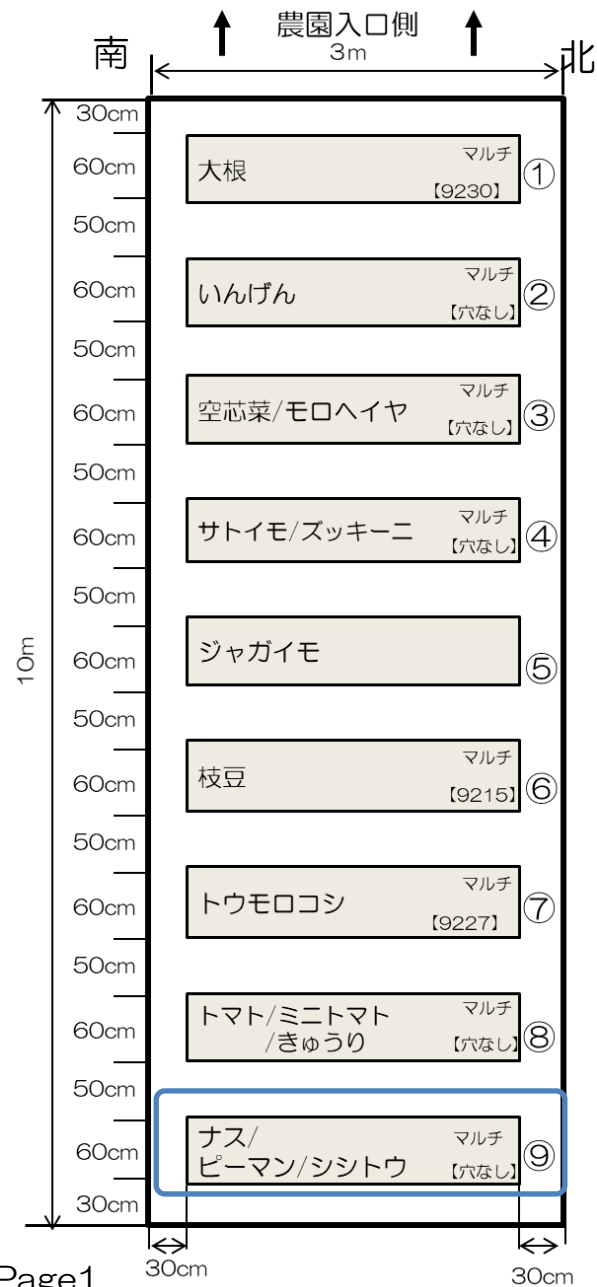 農園入口側
南
3m
北
30cm
60cm
大根
マルチ
【9230】
①
50cm
60cm
いんげん
マルチ
【穴なし】
②
50cm
60cm
空芯菜/モロヘイヤ
マルチ
【穴なし】
③
50cm
60cm
サトイモ/ズッキーニ
マルチ
【穴なし】
④
50cm
10m
60cm
ジャガイモ
⑤
50cm
60cm
枝豆
マルチ
【9215】
⑥
50cm
60cm
トウモロコシ
マルチ
【9227】
⑦
50cm
60cm
トマト/ミニトマト
/きゅうり
マルチ
【穴なし】
⑧
50cm
60cm
ナス/
ピーマン/シシトウ
マルチ
【穴なし】
⑨
30cm
30cm
30cm
Page1